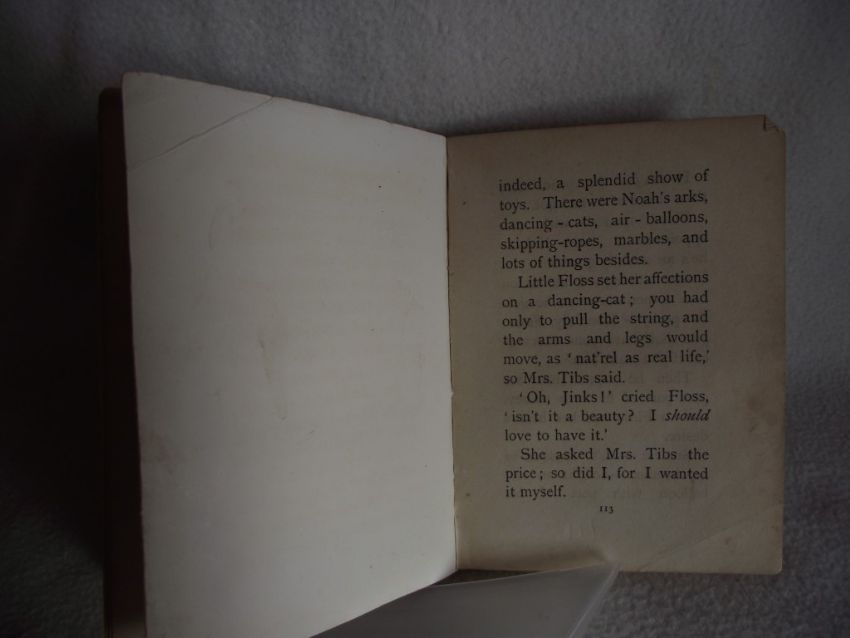 indeed, a splendid show of
toys. There were Noah's arks,
dancing - cats, air - balloons,
skipping-ropes, marbles, and
lots of things besides.
Little Floss set her affections
on a dancing-cat ; you had
only to pull the string, and
the arms and legs would
move, as ' nat'rel as real life,'
so Mrs. Tibs said.
' Oh, Jinks!' cried Floss,
' isn't it a beauty? I should
love to have it.'
She asked Mrs. Tibs the
price ; so did I, for I wanted
it myself.
113